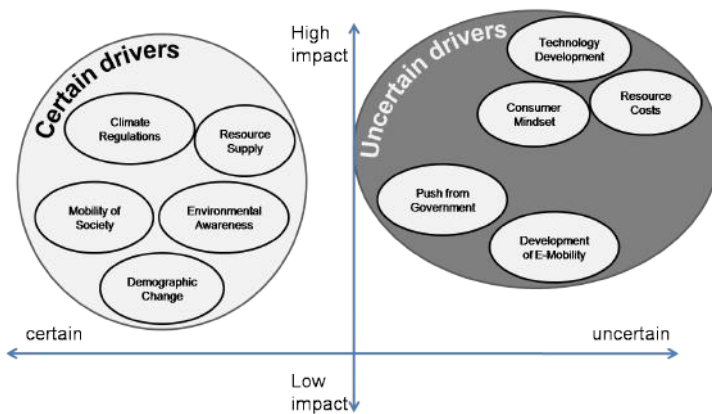 High
impact
Certain drivers
Uncertain drivers
Technology
Development
Resource
Costs
Consumer
Mindset
Climate
Regulations
Resource
Supply
Mobility of
Society
Environmental
Awareness
Push from
Government
Development
of E-Mobility
Demographic
Change
certain
uncertain
Low
impact